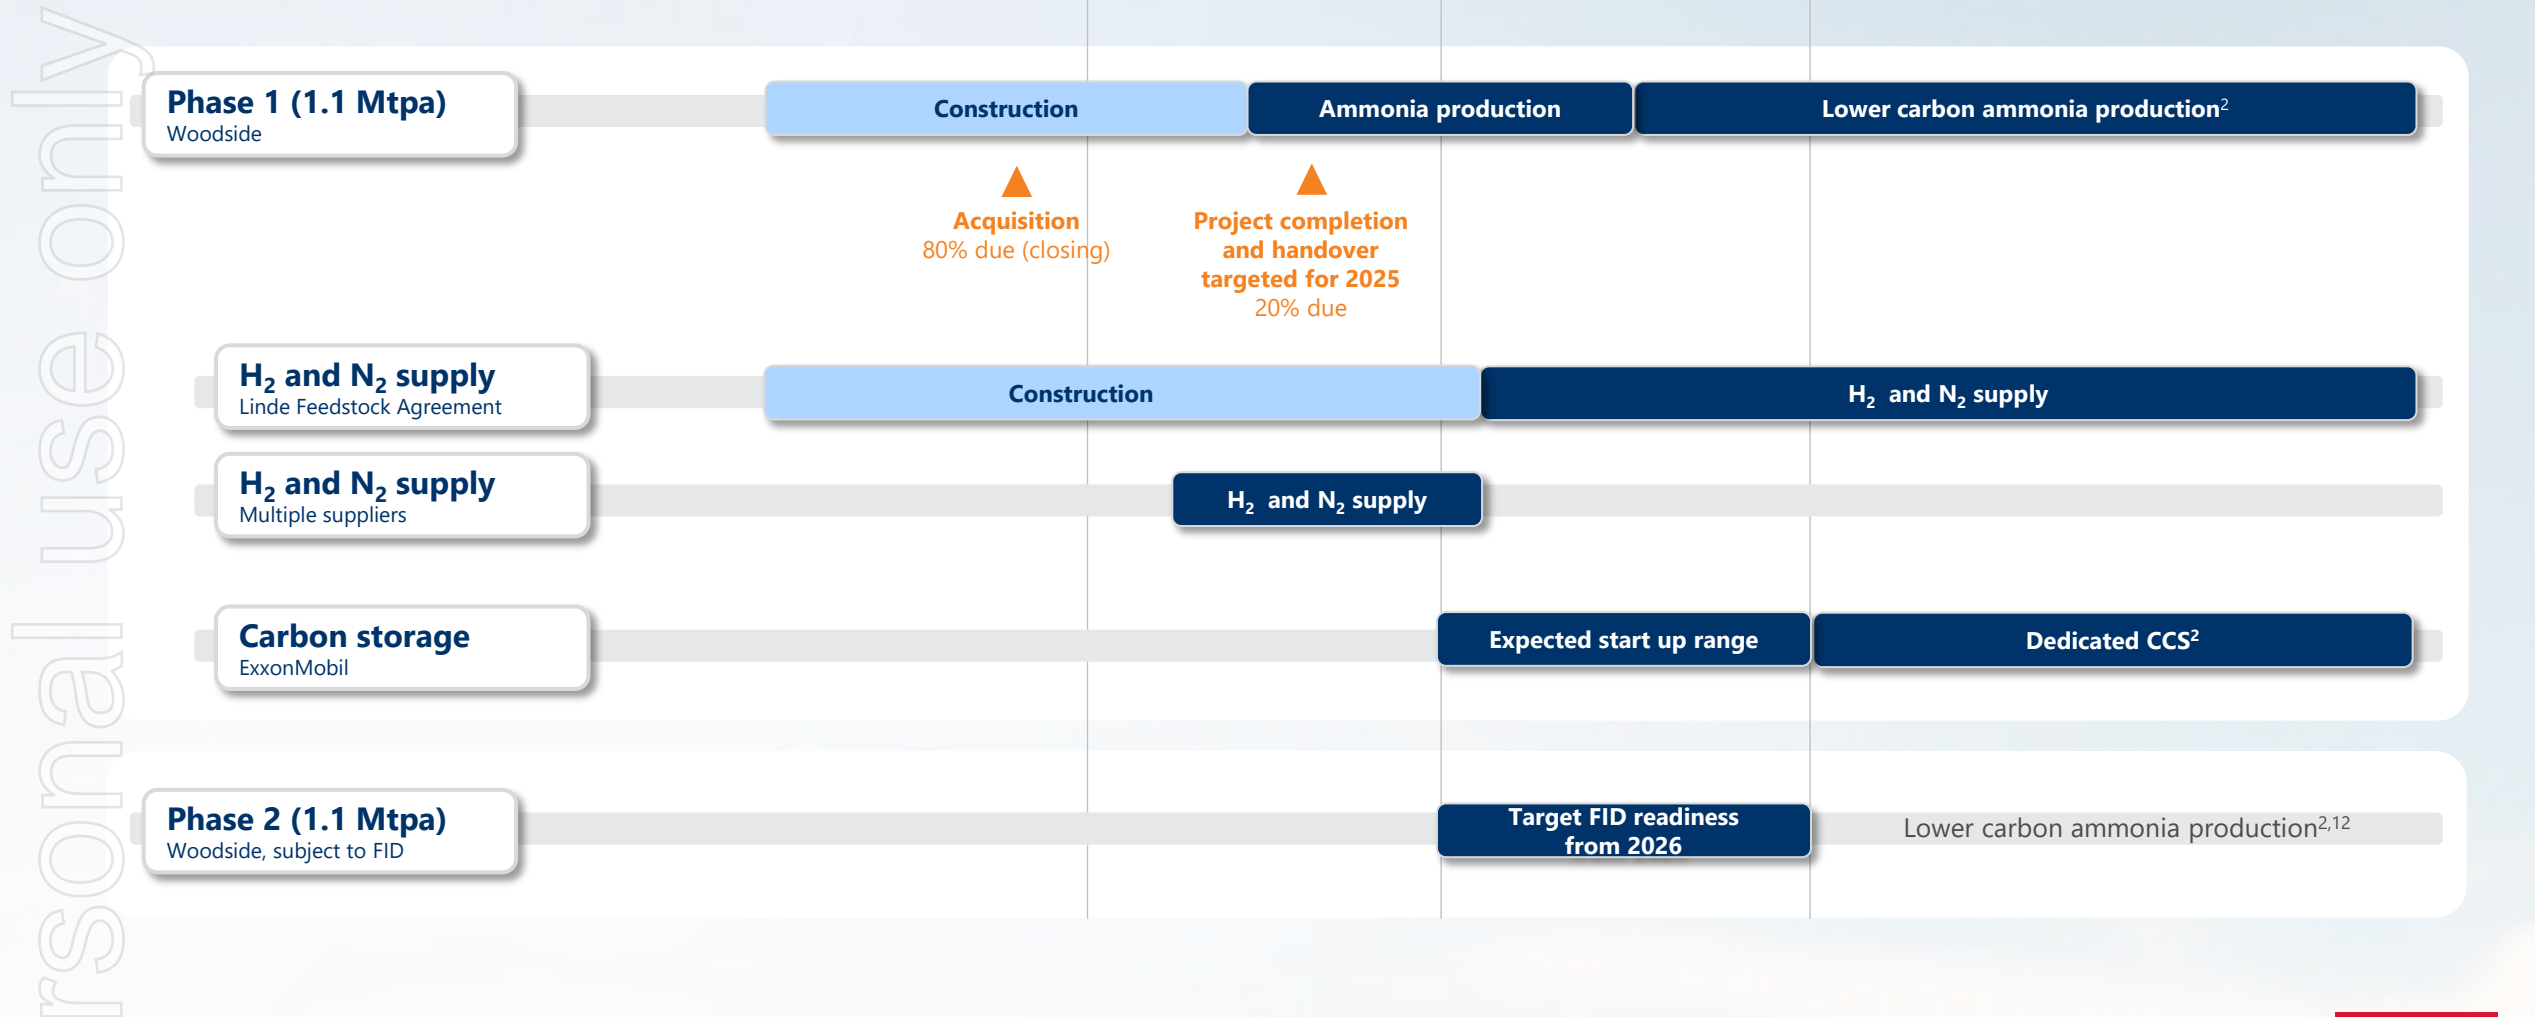 Phase 1 (1.1 Mtpa)
Woodside
Construction
Ammonia production
Lower carbon ammonia production²
Acquisition
80% due (closing)
Project completion
and handover
targeted for 2025
20% due
H₂ and N₂ supply
Linde Feedstock Agreement
Construction
H₂ and N₂ supply
H₂ and N₂ supply
Multiple suppliers
H₂ and N₂ supply
Carbon storage
ExxonMobil
Expected start up range
Dedicated CCS²
Phase 2 (1.1 Mtpa)
Woodside, subject to FID
Target FID readiness
from 2026
Lower carbon ammonia production²,¹²
rsonal use only